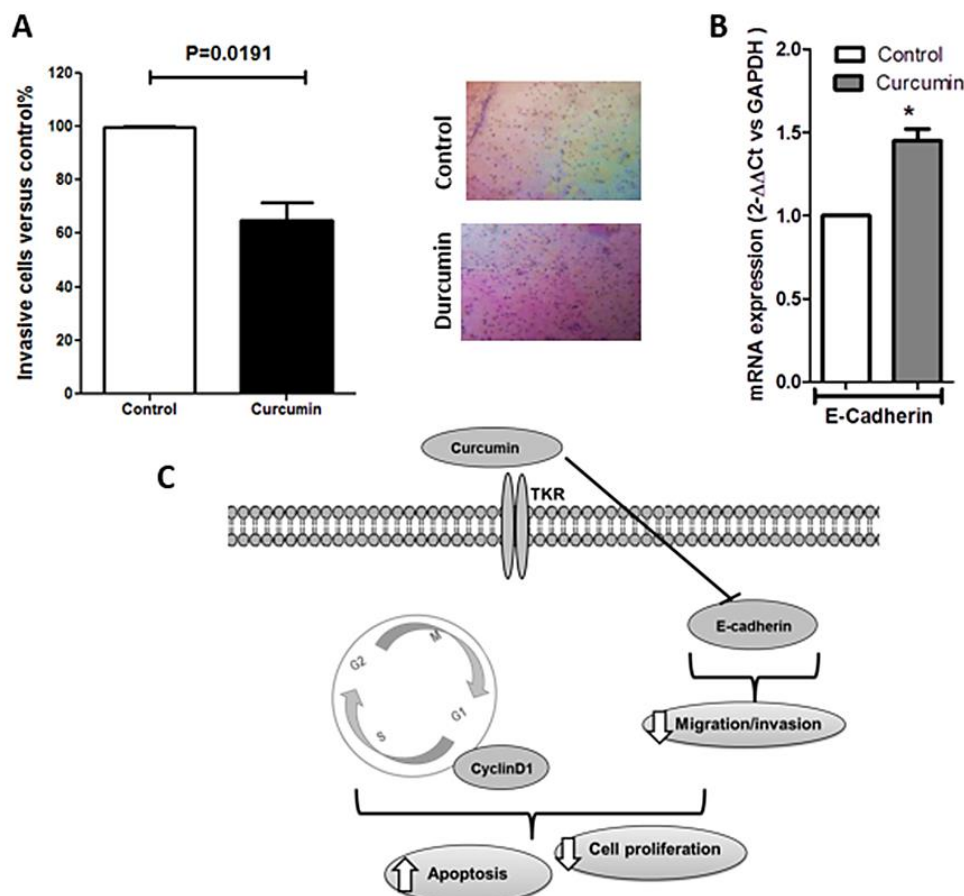 A
P=0.0191
Invasive cells versus control%
120
100
80
60
40
20
0
Control
Curcumin
Control
Durcumin
B
mRNA expression (2-ΔΔCt vs GAPDH )
2.0
1.5
1.0
0.5
0.0
Control
Curcumin
*
E-Cadherin
C
Curcumin
TKR
E-cadherin
Migration/invasion
G2
M
G1
S
CyclinD1
Apoptosis
Cell proliferation